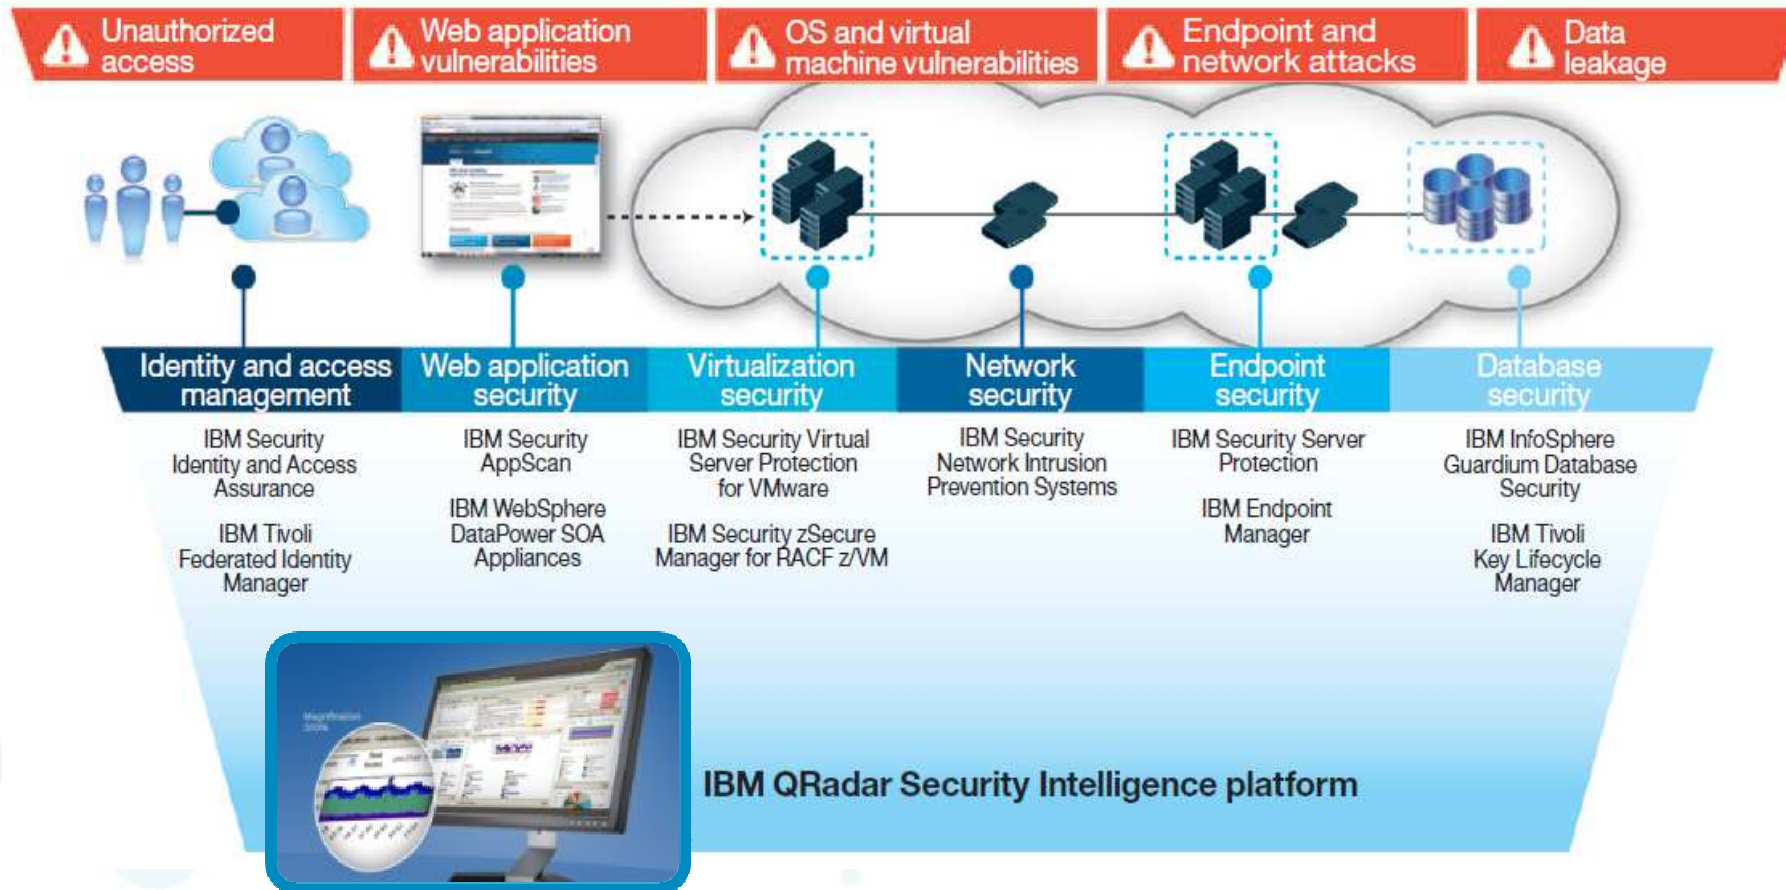 Unauthorized
access
Web application
vulnerabilities
OS and virtual
machine vulnerabilities
Endpoint and
network attacks
Data
leakage
Identity and access
management
Web application
security
Virtualization
security
Network
security
Endpoint
security
Database
security
IBM Security
Identity and Access
Assurance
IBM Tivoli
Federated Identity
Manager
IBM Security
AppScan
IBM WebSphere
DataPower SOA
Appliances
IBM Security Virtual
Server Protection
for VMware
IBM Security zSecure
Manager for RACF z/VM
IBM Security
Network Intrusion
Prevention Systems
IBM Security Server
Protection
IBM Endpoint
Manager
IBM InfoSphere
Guardium Database
Security
IBM Tivoli
Key Lifecycle
Manager
Magnification
IBM QRadar Security Intelligence platform